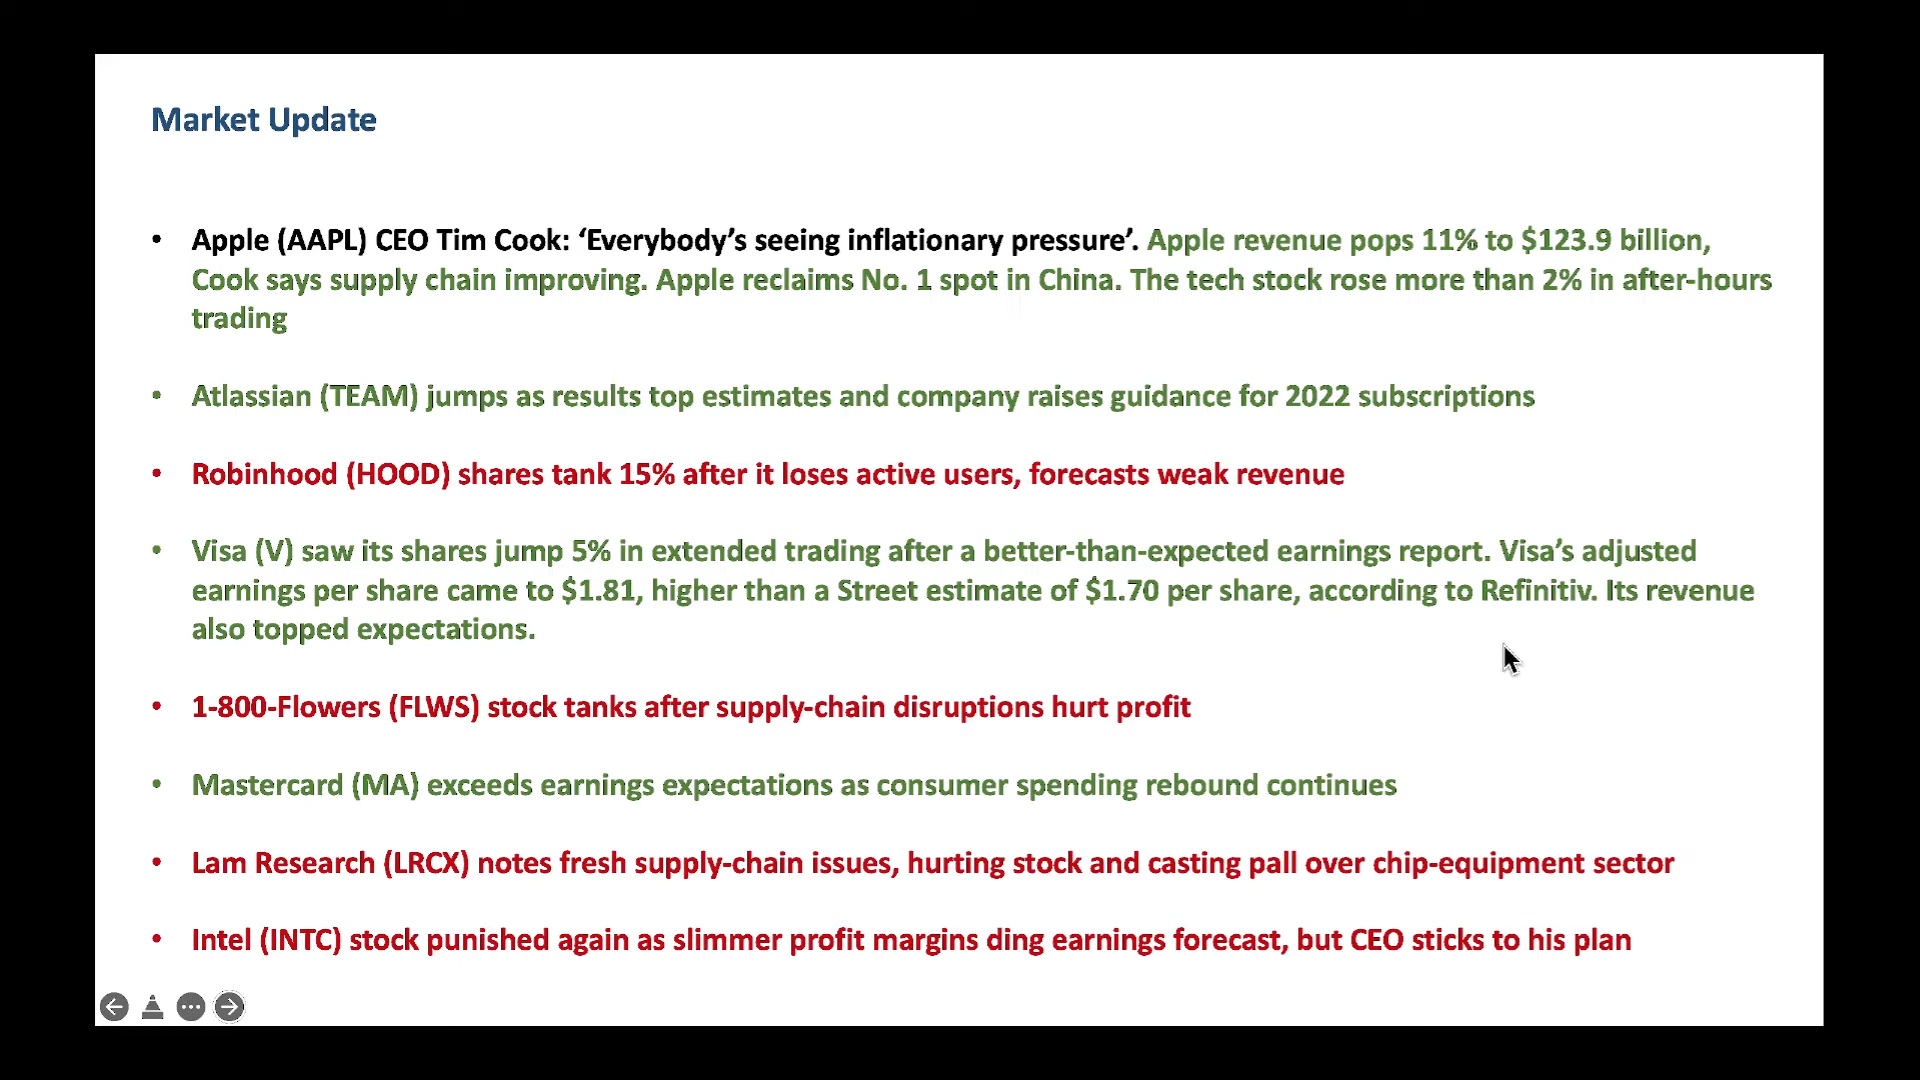 Market Update
• Apple (AAPL) CEO Tim Cook: ‘Everybody’s seeing inflationary pressure’. Apple revenue pops 11% to $123.9 billion,
Cook says supply chain improving. Apple reclaims No. 1 spot in China. The tech stock rose more than 2% in after-hours
trading
• Atlassian (TEAM) jumps as results top estimates and company raises guidance for 2022 subscriptions
• Robinhood (HOOD) shares tank 15% after it loses active users, forecasts weak revenue
• Visa (V) saw its shares jump 5% in extended trading after a better-than-expected earnings report. Visa’s adjusted
earnings per share came to $1.81, higher than a Street estimate of $1.70 per share, according to Refinitiv. Its revenue
also topped expectations.
• 1-800-Flowers (FLWS) stock tanks after supply-chain disruptions hurt profit
• Mastercard (MA) exceeds earnings expectations as consumer spending rebound continues
• Lam Research (LRCX) notes fresh supply-chain issues, hurting stock and casting pall over chip-equipment sector
• Intel (INTC) stock punished again as slimmer profit margins ding earnings forecast, but CEO sticks to his plan